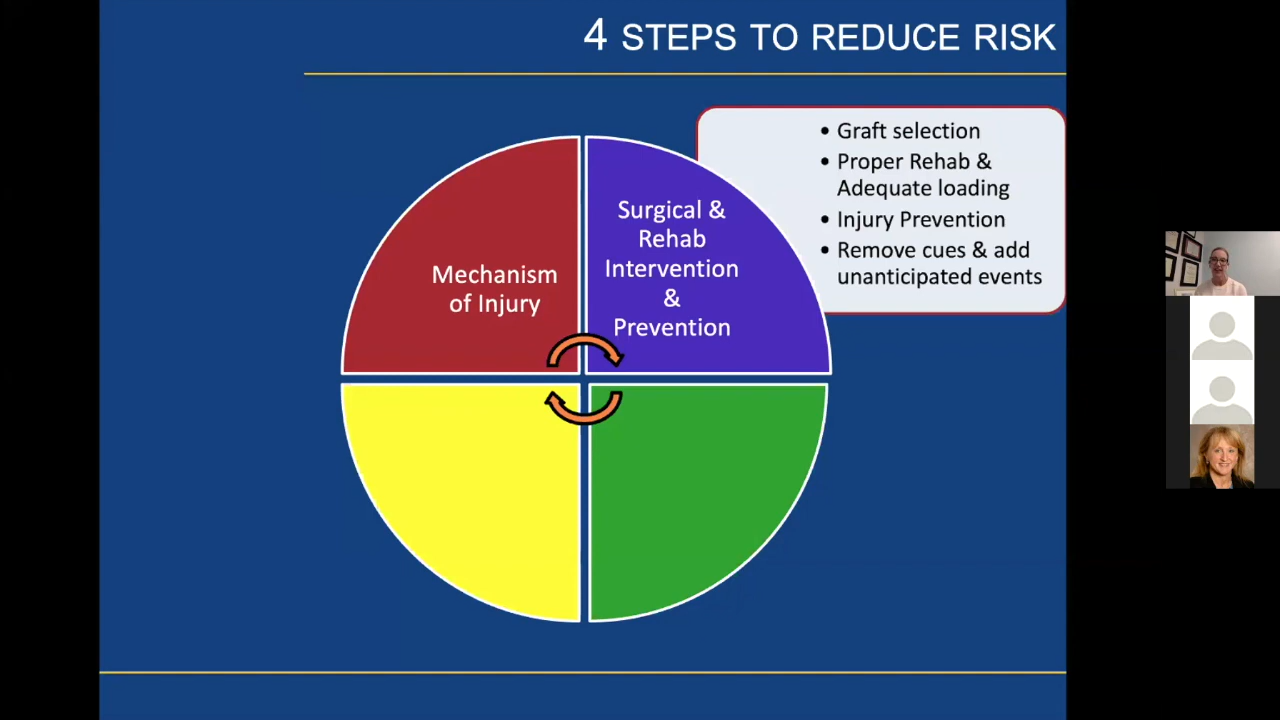 4 STEPS TO REDUCE RISK
• Graft selection
• Proper Rehab &
Adequate loading
• Injury Prevention
• Remove cues & add
unanticipated events
Mechanism
of Injury
Surgical &
Rehab
Intervention
&
Prevention